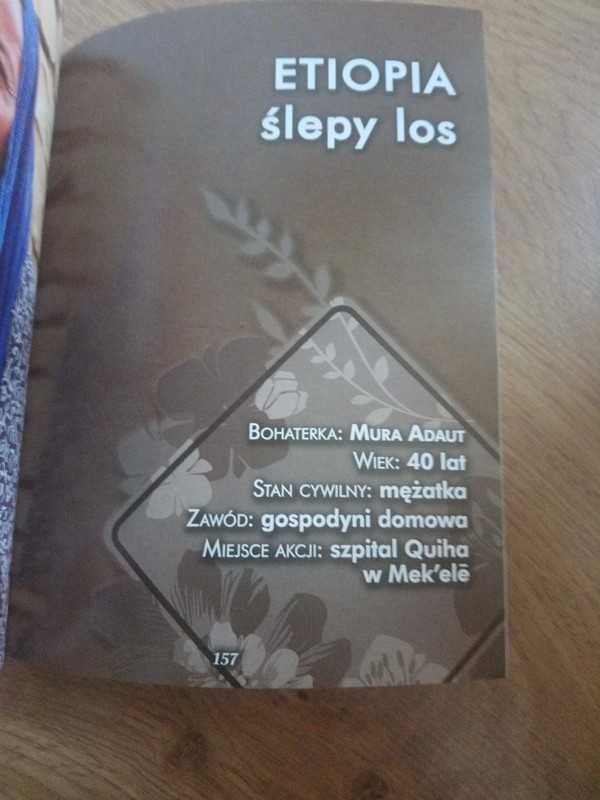 ETIOPIA
ślepy los
BOHATERKA: MURA ADAUT
WIEK: 40 lat
STAN CYWILNY: mężatka
ZAWÓD: gospodyni domowa
MIEJSCE AKCJI: szpital Quiha
w Mek'elē
157